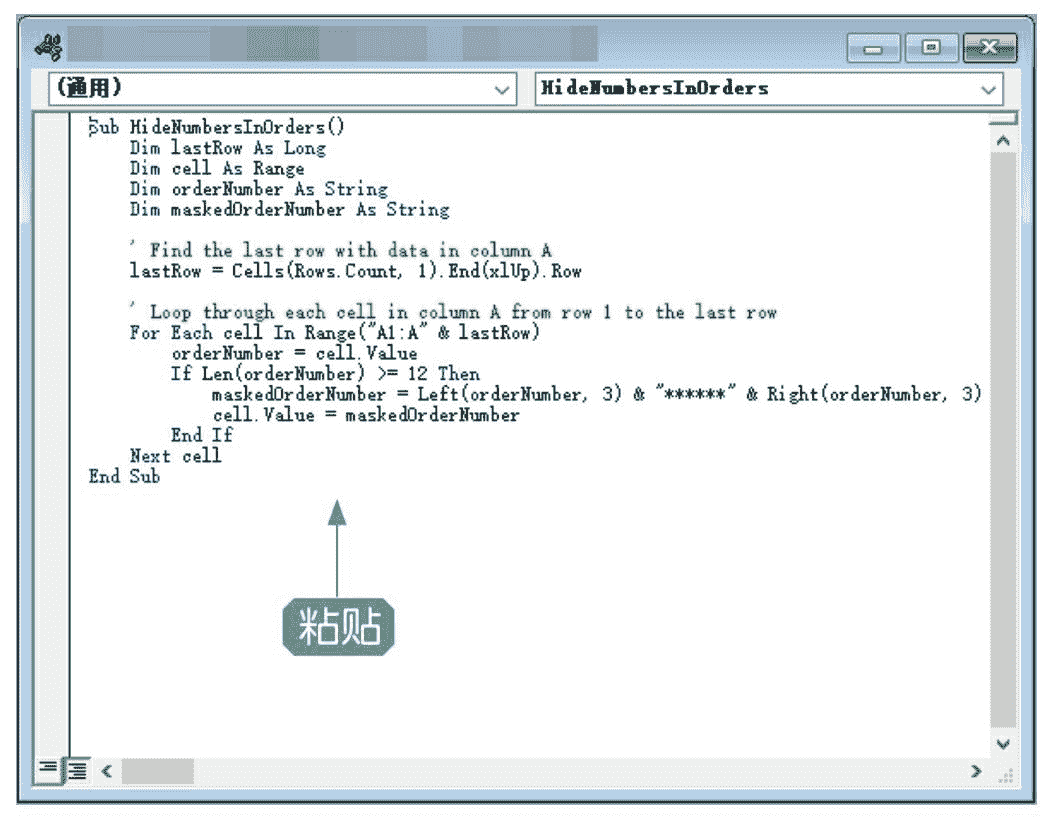 (通用)
HideNumbersInOrders
Sub HideNumbersInOrders()
    Dim lastRow As Long
    Dim cell As Range
    Dim orderNumber As String
    Dim maskedOrderNumber As String
    ' Find the last row with data in column A
    lastRow = Cells(Rows.Count, 1).End(xlUp).Row
    ' Loop through each cell in column A from row 1 to the last row
    For Each cell In Range("A1:A" & lastRow)
        orderNumber = cell.Value
        If Len(orderNumber) >= 12 Then
            maskedOrderNumber = Left(orderNumber, 3) & "******" & Right(orderNumber, 3)
            cell.Value = maskedOrderNumber
        End If
    Next cell
End Sub
粘贴